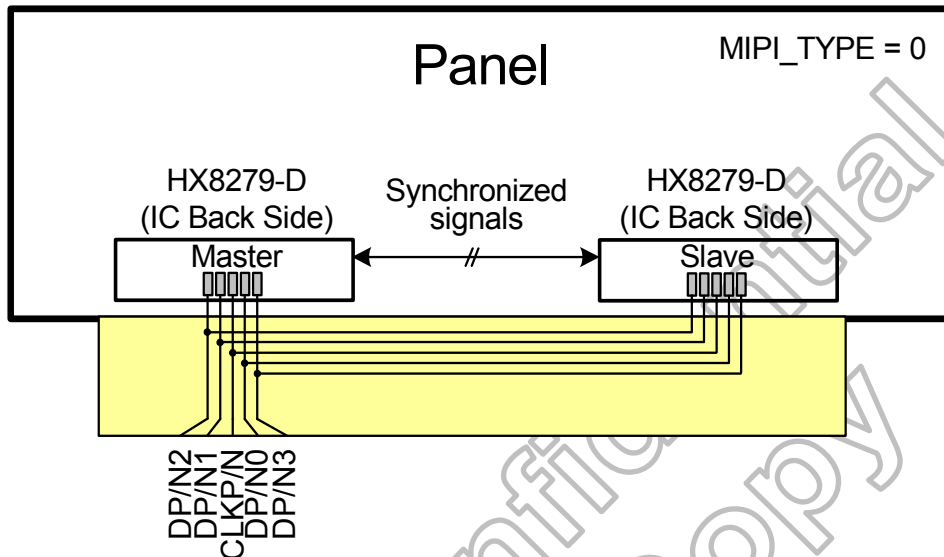 Panel
MIPI_TYPE = 0
HX8279-D
(IC Back Side)
Master
Synchronized
signals
HX8279-D
(IC Back Side)
Slave
DP/N2
DP/N1
CLKP/N
DP/N0
DP/N3